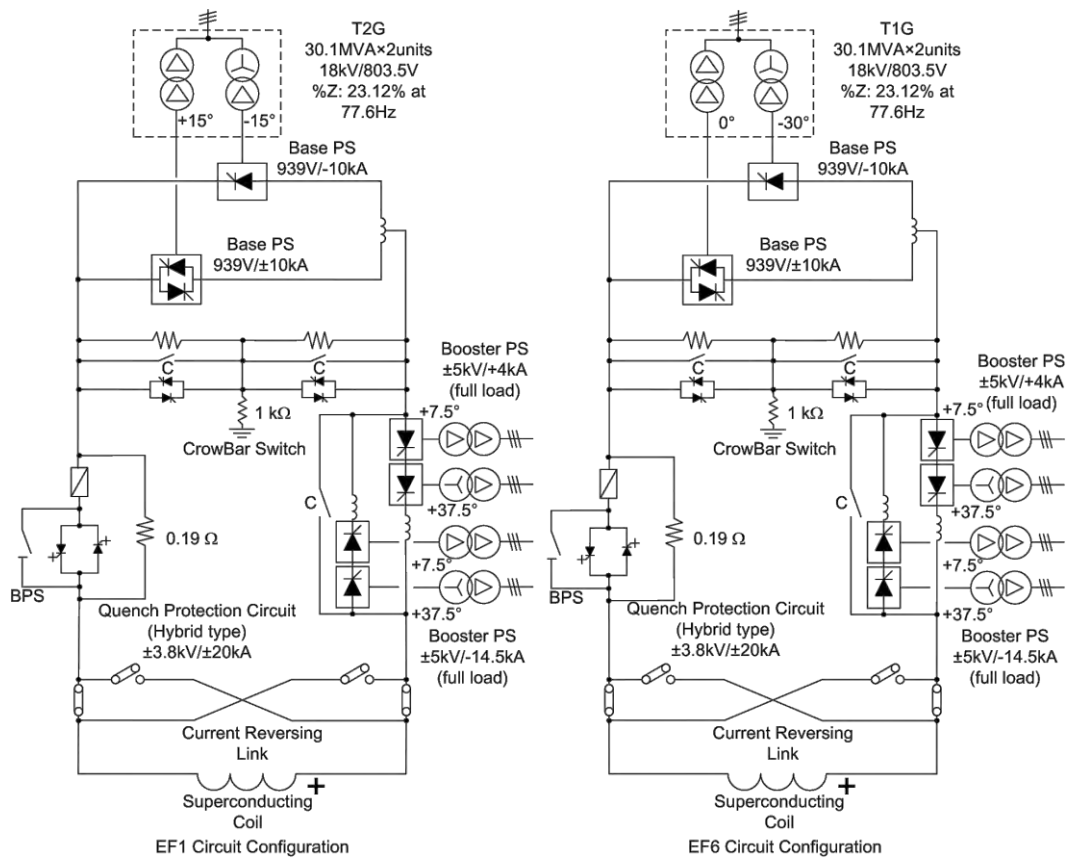 T2G
30.1MVA×2units
18kV/803.5V
%Z: 23.12% at
77.6Hz
+15°
-15°
Base PS
939V/-10kA
Base PS
939V/±10kA
C
C
1 kΩ
CrowBar Switch
Booster PS
±5kV/+4kA
(full load)
+7.5°
+37.5°
C
+7.5°
+37.5°
0.19 Ω
BPS
Quench Protection Circuit
(Hybrid type)
±3.8kV/±20kA
Booster PS
±5kV/-14.5kA
(full load)
Current Reversing
Link
+
Superconducting
Coil
EF1 Circuit Configuration
T1G
30.1MVA×2units
18kV/803.5V
%Z: 23.12% at
77.6Hz
0°
-30°
Base PS
939V/-10kA
Base PS
939V/±10kA
C
C
1 kΩ
CrowBar Switch
Booster PS
±5kV/+4kA
(full load)
+7.5°
+37.5°
C
+7.5°
+37.5°
0.19 Ω
BPS
Quench Protection Circuit
(Hybrid type)
±3.8kV/±20kA
Booster PS
±5kV/-14.5kA
(full load)
Current Reversing
Link
+
Superconducting
Coil
EF6 Circuit Configuration